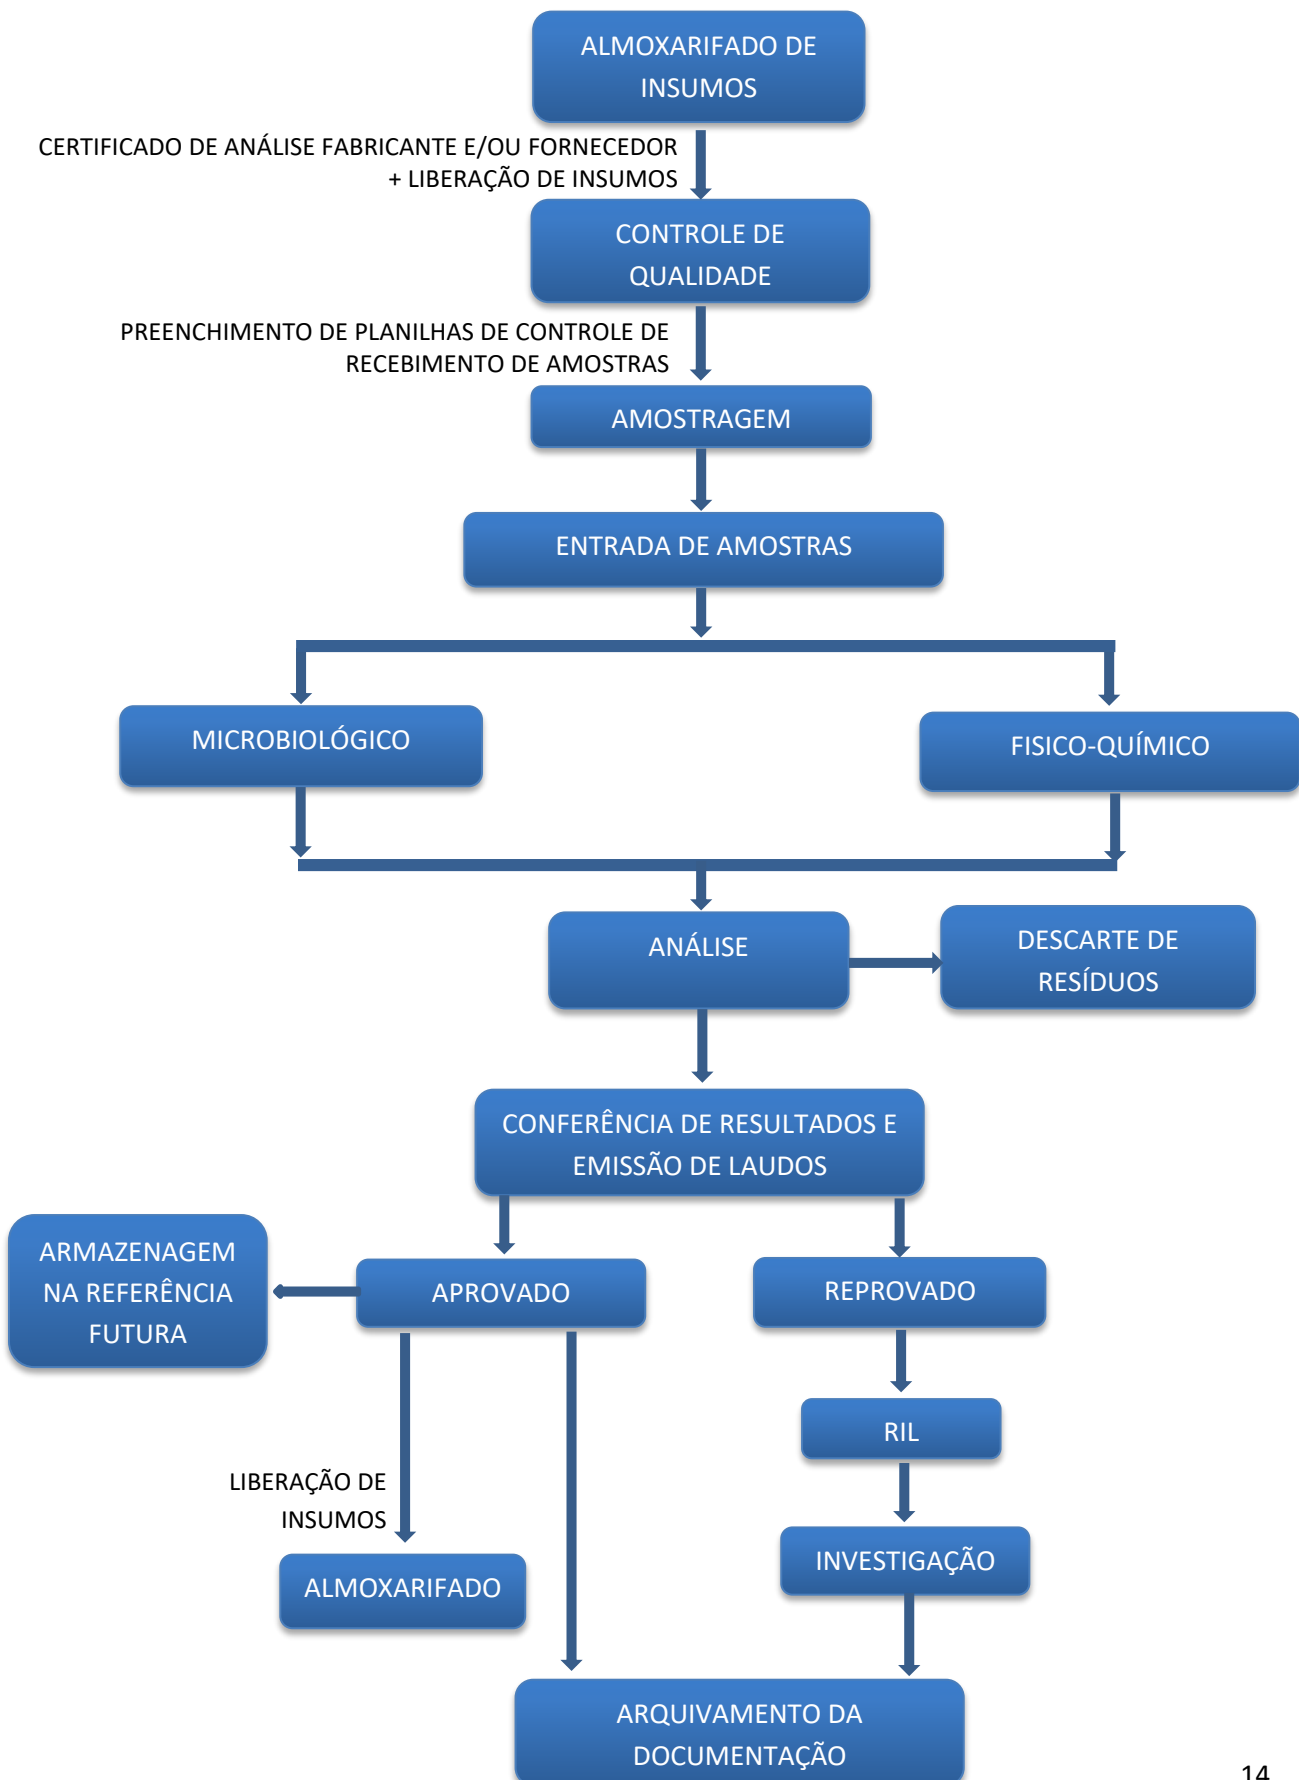 ALMOXARIFADO DE
INSUMOS
CERTIFICADO DE ANÁLISE FABRICANTE E/OU FORNECEDOR
+ LIBERAÇÃO DE INSUMOS
CONTROLE DE
QUALIDADE
PREENCHIMENTO DE PLANILHAS DE CONTROLE DE
RECEBIMENTO DE AMOSTRAS
AMOSTRAGEM
ENTRADA DE AMOSTRAS
MICROBIOLÓGICO
FISICO-QUÍMICO
ANÁLISE
DESCARTE DE
RESÍDUOS
CONFERÊNCIA DE RESULTADOS E
EMISSÃO DE LAUDOS
ARMAZENAGEM
NA REFERÊNCIA
FUTURA
APROVADO
REPROVADO
RIL
LIBERAÇÃO DE
INSUMOS
INVESTIGAÇÃO
ALMOXARIFADO
ARQUIVAMENTO DA
DOCUMENTAÇÃO
14